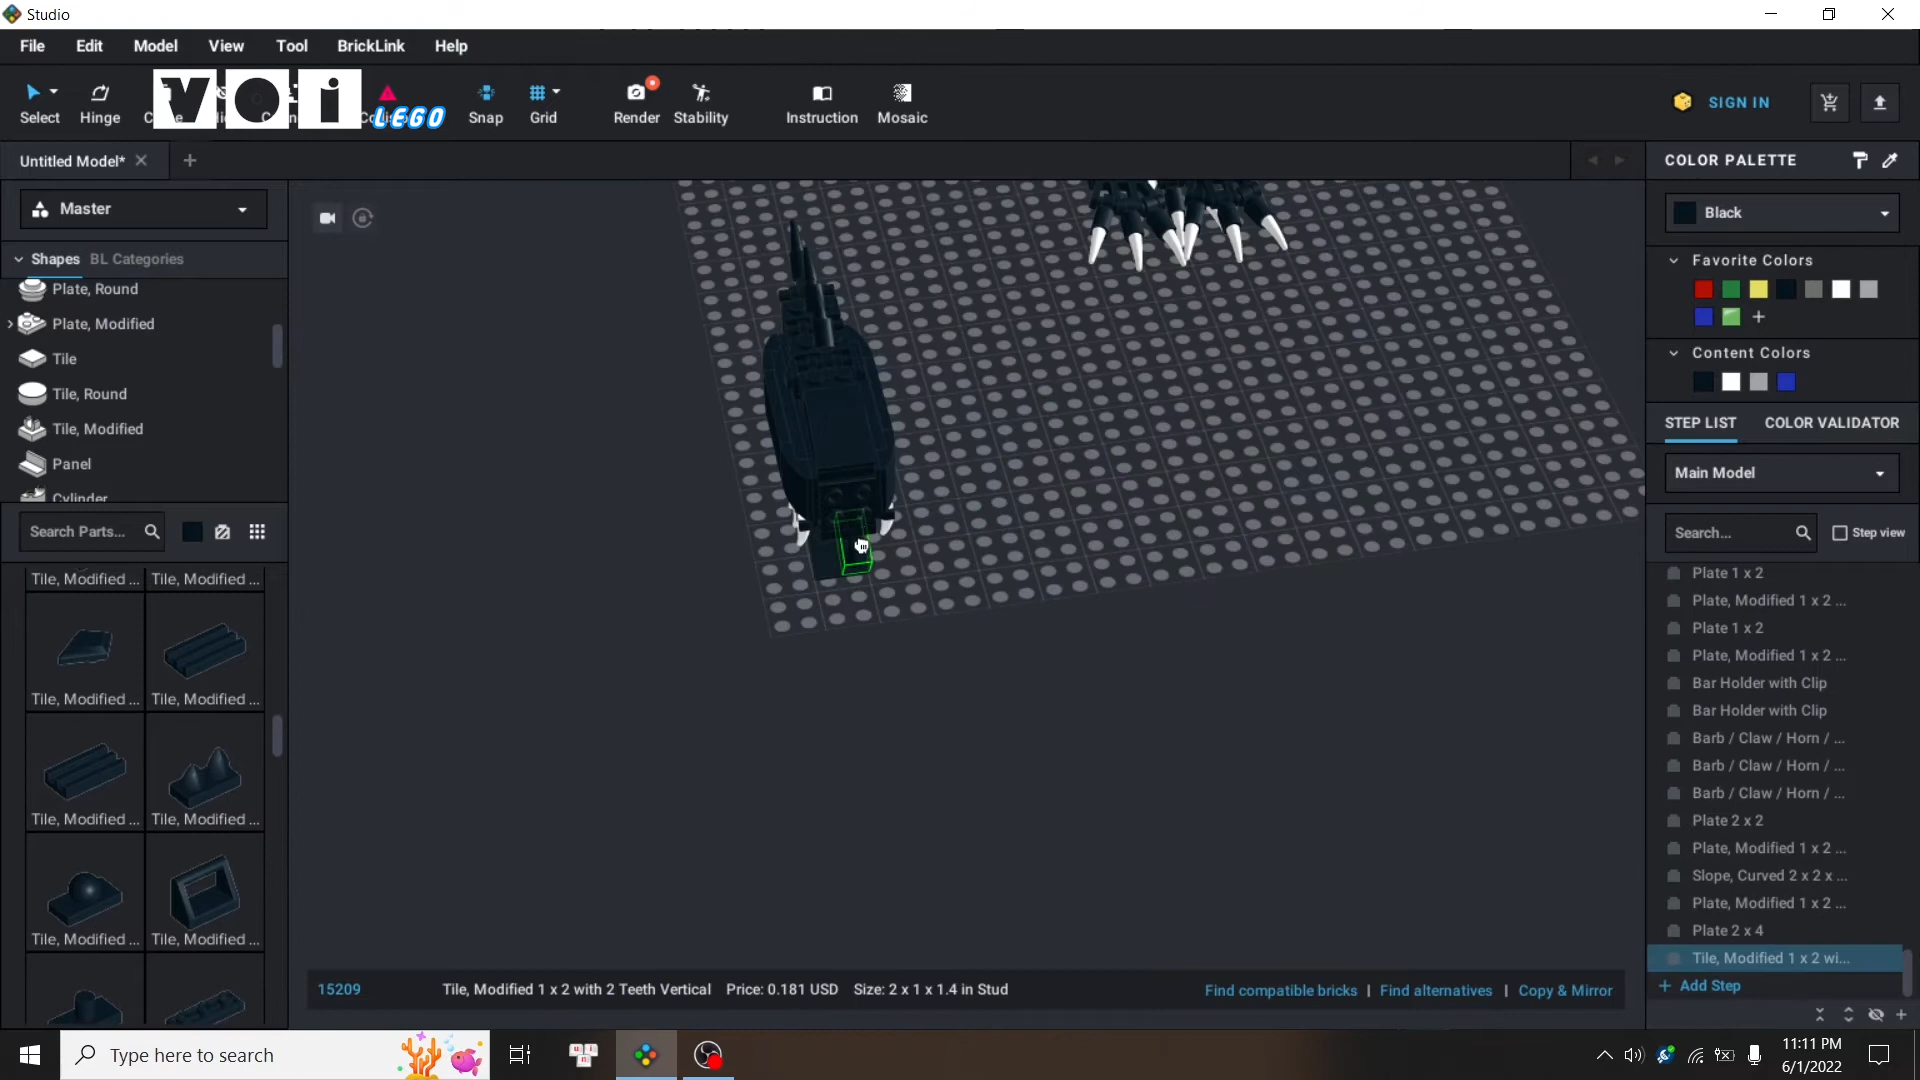 Studio
File Edit Model View Tool BrickLink Help
VOi LEGO
Select Hinge Snap Grid Render Stability Instruction Mosaic
SIGN IN
Untitled Model*
COLOR PALETTE
Master
Black
Shapes BL Categories
Favorite Colors
Plate, Round
Plate, Modified
Tile
Content Colors
Tile, Round
Tile, Modified
STEP LIST COLOR VALIDATOR
Panel
Main Model
Cylinder
Search Parts...
Search...
Step view
Tile, Modified ... Tile, Modified ...
Tile, Modified ... Tile, Modified ...
Tile, Modified ... Tile, Modified ...
Tile, Modified ... Tile, Modified ...
Plate 1 x 2
Plate, Modified 1 x 2 ...
Plate 1 x 2
Plate, Modified 1 x 2 ...
Bar Holder with Clip
Bar Holder with Clip
Barb / Claw / Horn / ...
Barb / Claw / Horn / ...
Barb / Claw / Horn / ...
Plate 2 x 2
Plate, Modified 1 x 2 ...
Slope, Curved 2 x 2 x ...
Plate, Modified 1 x 2 ...
Plate 2 x 4
Tile, Modified 1 x 2 wi...
+ Add Step
15209 Tile, Modified 1 x 2 with 2 Teeth Vertical Price: 0.181 USD Size: 2 x 1 x 1.4 in Stud
Find compatible bricks | Find alternatives | Copy & Mirror
Type here to search
11:11 PM
6/1/2022